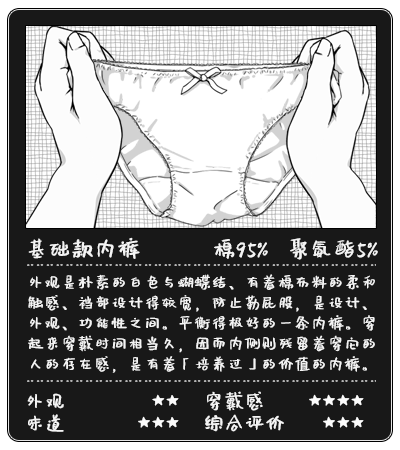 基础款内裤 棉95% 聚氨酯5%
外观是朴素的白色与蝴蝶结、有着棉布料的柔和
触感、裆部设计得较宽，防止勒屁股，是设计、
外观、功能性之间。平衡得极好的一条内裤。穿
起来穿戴时间相当久，因而内侧则残留着穿它的
人的存在感，是有着「培养过」的价值的内裤。
外观 ★★ 穿戴感 ★★★★
味道 ★★★ 综合评价 ★★★